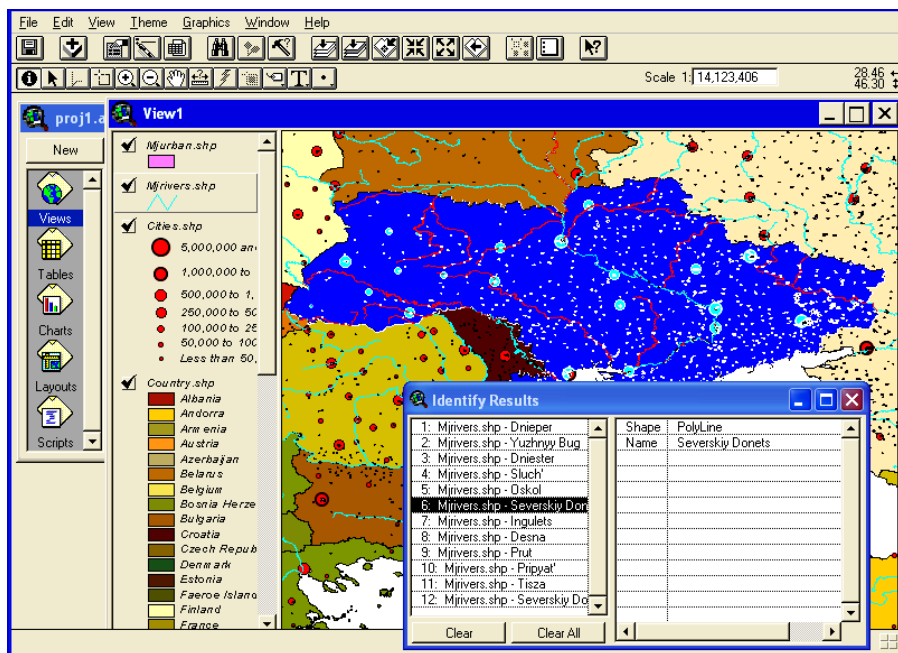 File Edit View Theme Graphics Window Help
Scale 1: 14,123,406
28.46
46.30
proj1.a
New
Views
Tables
Charts
Layouts
Scripts
View1
Mjurban.shp
Mjrivers.shp
Cities.shp
5,000,000 an
1,000,000 to
500,000 to 1,
250,000 to 50
100,000 to 25
50,000 to 100
Less than 50,
Country.shp
Albania
Andorra
Armenia
Austria
Azerbaijan
Belarus
Belgium
Bosnia Herze
Bulgaria
Croatia
Czech Repub
Denmark
Estonia
Faeroe Island
Finland
France
Identify Results
1: Mjrivers.shp - Dnieper
2: Mjrivers.shp - Yuzhnyy Bug
3: Mjrivers.shp - Dniester
4: Mjrivers.shp - Sluch'
5: Mjrivers.shp - Oskol
6: Mjrivers.shp - Severskiy Don
7: Mjrivers.shp - Ingulets
8: Mjrivers.shp - Desna
9: Mjrivers.shp - Prut
10: Mjrivers.shp - Pripyat'
11: Mjrivers.shp - Tisza
12: Mjrivers.shp - Severskiy Do
Clear Clear All
Shape PolyLine
Name Severskiy Donets